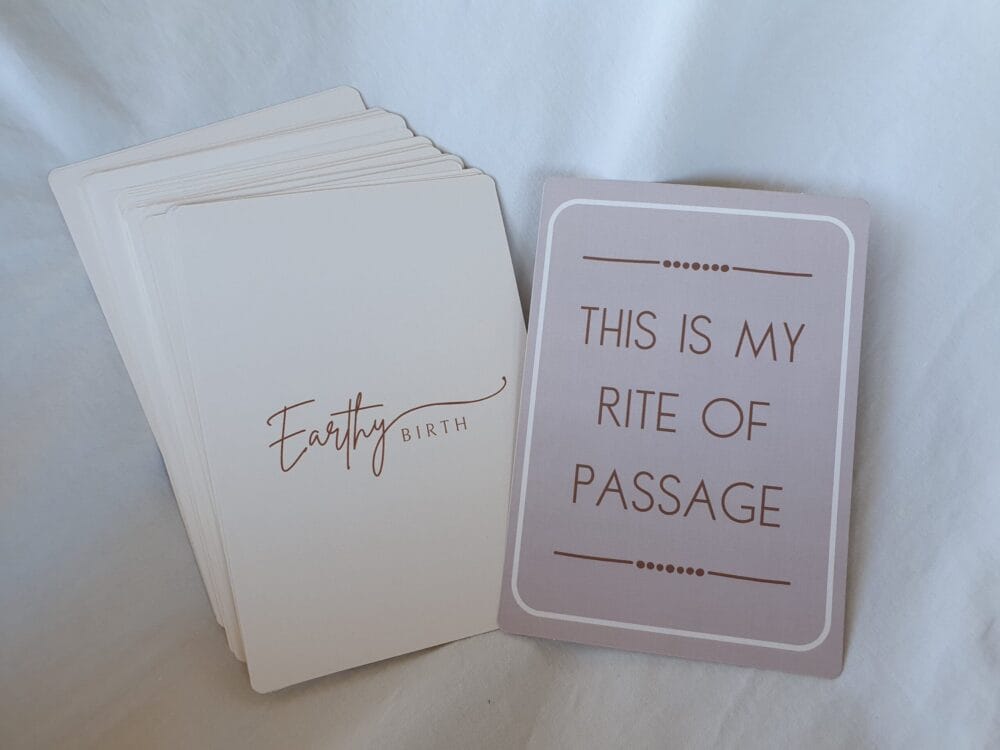 Earthy BIRTH
THIS IS MY
RITE OF
PASSAGE